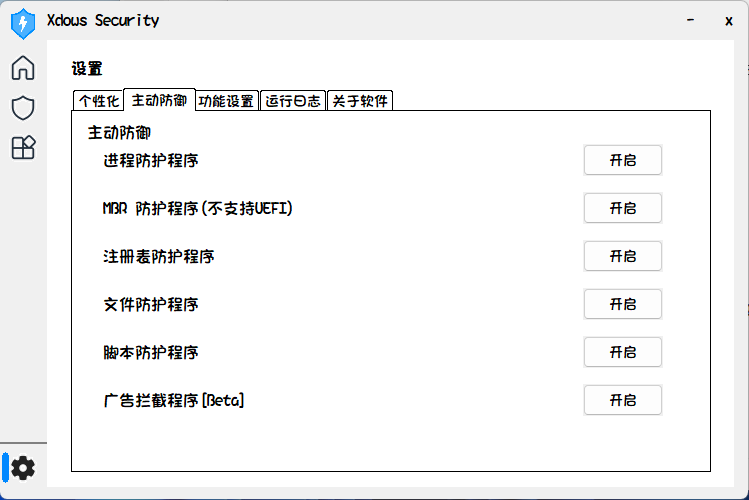 Xdows Security
- x
设置
个性化 主动防御 功能设置 运行日志 关于软件
主动防御
进程防护程序 开启
MBR 防护程序(不支持UEFI) 开启
注册表防护程序 开启
文件防护程序 开启
脚本防护程序 开启
广告拦截程序[Beta] 开启